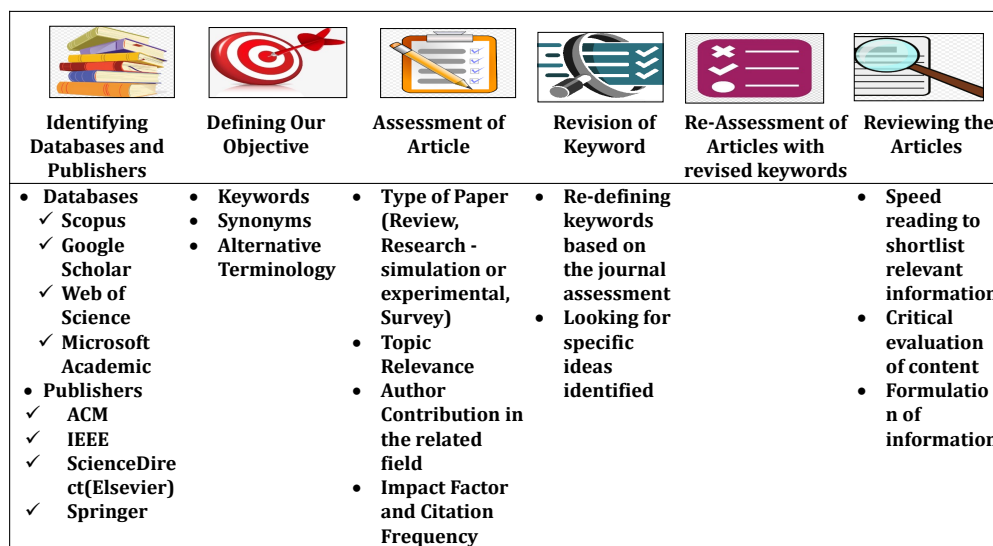 Identifying
Databases and
Publishers
Defining Our
Objective
Assessment of
Article
Revision of
Keyword
Re-Assessment of
Articles with
revised keywords
Reviewing the
Articles
• Databases
✓ Scopus
✓ Google
Scholar
✓ Web of
Science
✓ Microsoft
Academic
• Publishers
✓ ACM
✓ IEEE
✓ ScienceDire
ct(Elsevier)
✓ Springer
• Keywords
• Synonyms
• Alternative
Terminology
• Type of Paper
(Review,
Research -
simulation or
experimental,
Survey)
• Topic
Relevance
• Author
Contribution in
the related
field
• Impact Factor
and Citation
Frequency
• Re-defining
keywords
based on
the journal
assessment
• Looking for
specific
ideas
identified
• Speed
reading to
shortlist
relevant
information
• Critical
evaluation
of content
• Formulatio
n of
information